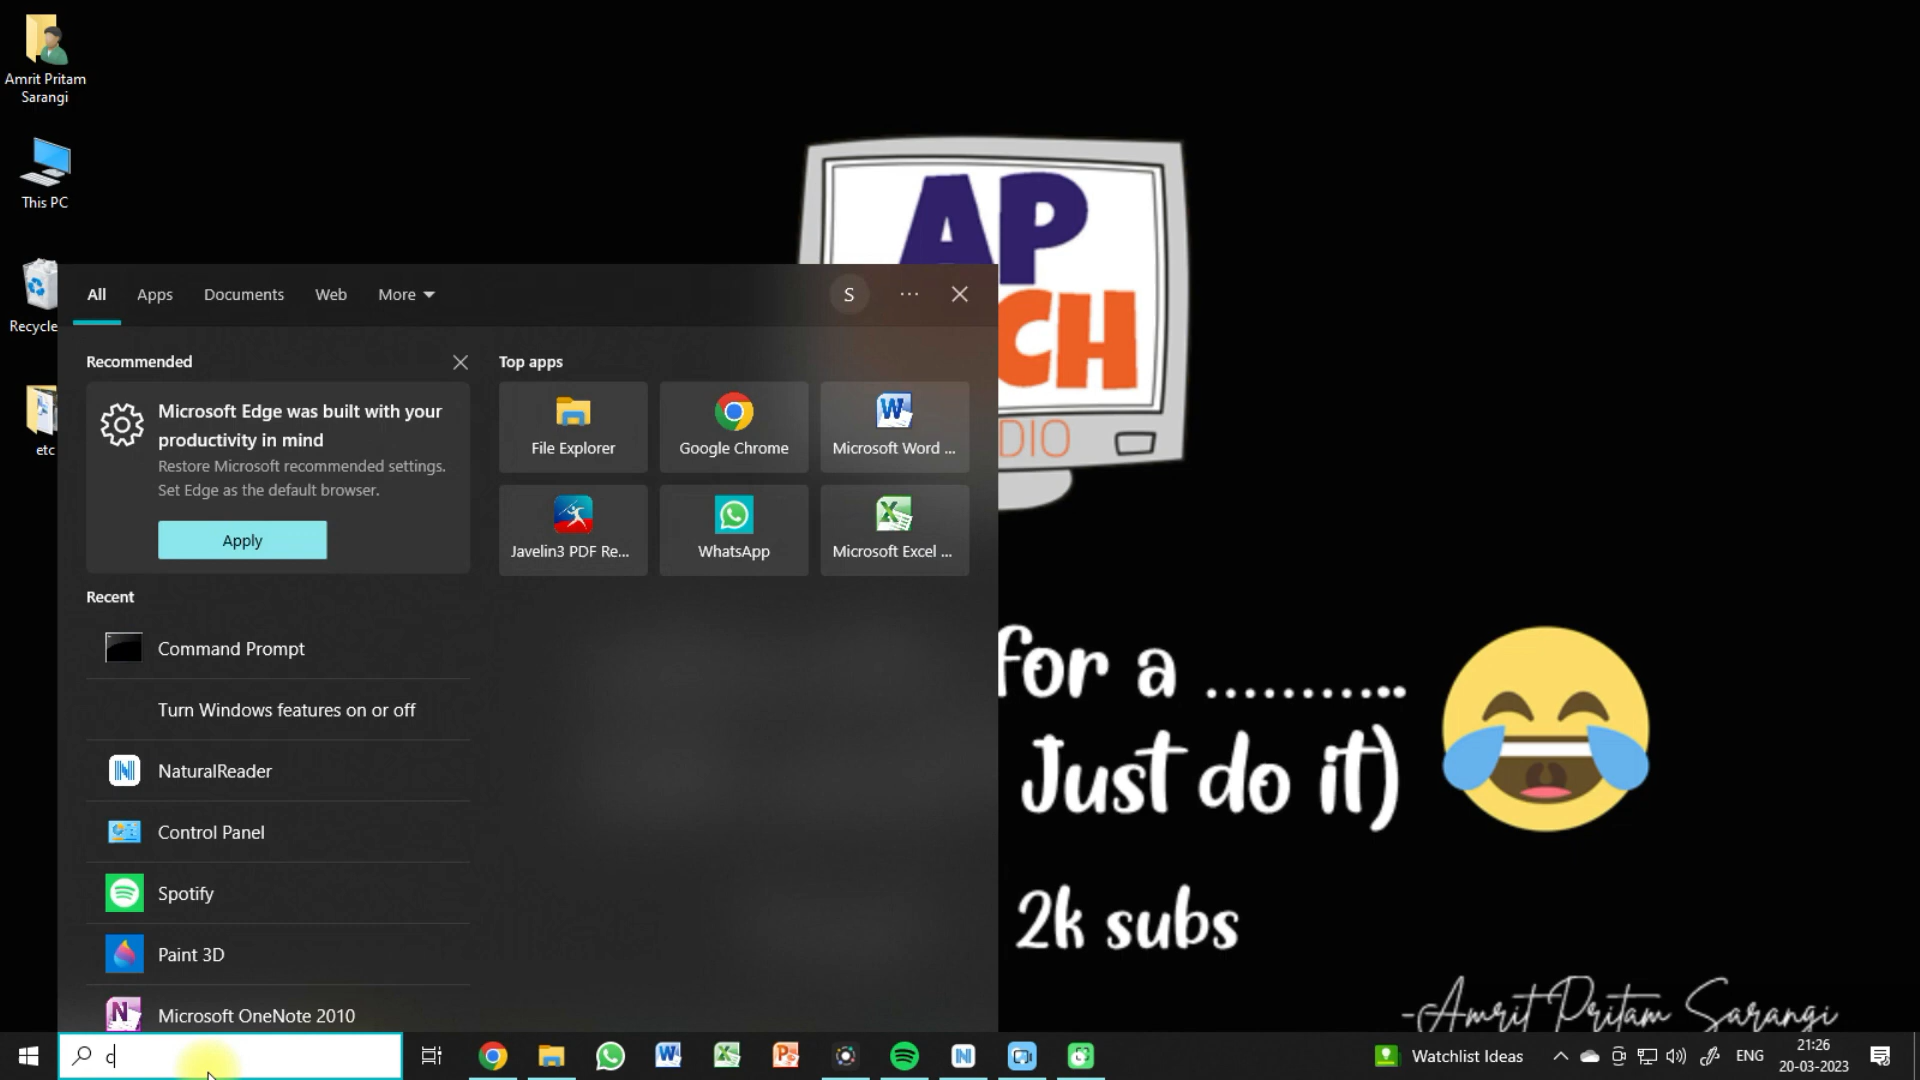 Amrit Pritam
Sarangi
This PC
Recycle
etc
AP
CH
DIO
All
Apps
Documents
Web
More
S
Recommended
Microsoft Edge was built with your
productivity in mind
Restore Microsoft recommended settings.
Set Edge as the default browser.
Apply
Top apps
File Explorer
Google Chrome
Microsoft Word ...
Javelin3 PDF Re...
WhatsApp
Microsoft Excel ...
Recent
Command Prompt
Turn Windows features on or off
NaturalReader
Control Panel
Spotify
Paint 3D
Microsoft OneNote 2010
for a ...........
Just do it)
2k subs
-Amrit Pritam Sarangi
c
Watchlist Ideas
ENG
21:26
20-03-2023